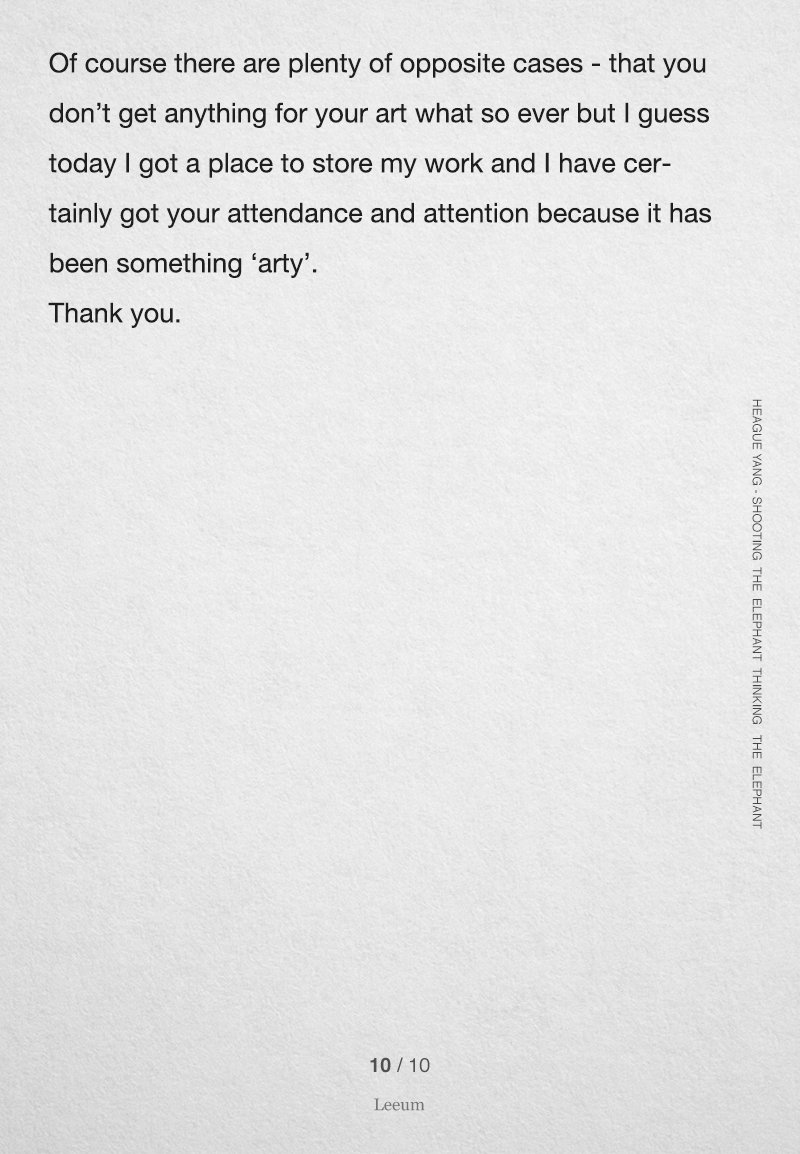 Of course there are plenty of opposite cases - that you
don’t get anything for your art what so ever but I guess
today I got a place to store my work and I have cer-
tainly got your attendance and attention because it has
been something ‘arty’.
Thank you.
HEAGUE YANG - SHOOTING THE ELEPHANT THINKING THE ELEPHANT
10 / 10
Leeum